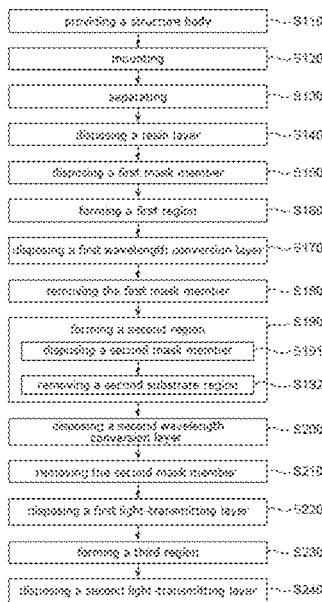 providing a structure body S110
mounting S120
separating S130
disposing a resin layer S140
disposing a first mask member S150
forming a first region S160
disposing a first wavelength conversion layer S170
removing the first mask member S180
forming a second region S190
disposing a second mask member S191
removing a second substrate region S192
disposing a second wavelength
conversion layer S200
removing the second mask member S210
disposing a first light-transmitting layer S220
forming a third region S230
disposing a second light-transmitting layer S240